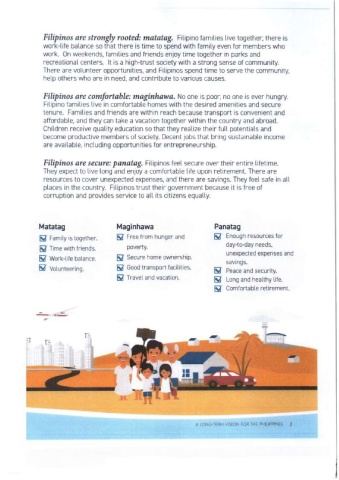 Filipinos are strongly rooted: matatag. Filipino families live together; there is
work-life balance so that there is time to spend with family even for members who
work. On weekends, families and friends enjoy time together in parks and
recreational centers. It is a high-trust society with a strong sense of community.
There are volunteer opportunities, and Filipinos spend time to serve the community,
help others who are in need, and contribute to various causes.
Filipinos are comfortable: maginhawa. No one is poor; no one is ever hungry.
Filipino families live in comfortable homes with the desired amenities and secure
tenure. Families and friends are within reach because transport is convenient and
affordable, and they can take a vacation together within the country and abroad.
Children receive quality education so that they realize their full potentials and
become productive members of society. Decent jobs that bring sustainable income
are available, including opportunities for entrepreneurship.
Filipinos are secure: panatag. Filipinos feel secure over their entire lifetime.
They expect to live long and enjoy a comfortable life upon retirement. There are
resources to cover unexpected expenses, and there are savings. They feel safe in all
places in the country. Filipinos trust their government because it is free of
corruption and provides service to all its citizens equally.
Matatag
Family is together.
Time with friends.
Work-life balance.
Volunteering.
Maginhawa
Free from hunger and
poverty.
Secure home ownership.
Good transport facilities.
Travel and vacation.
Panatag
Enough resources for
day-to-day needs,
unexpected expenses and
savings.
Peace and security.
Long and healthy life.
Comfortable retirement.
A LONG-TERM VISION FOR THE PHILIPPINES 3